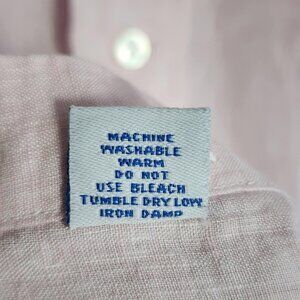 MACHINE
WASHABLE
WARM
DO NOT
USE BLEACH
TUMBLE DRY LOW
IRON DAMP